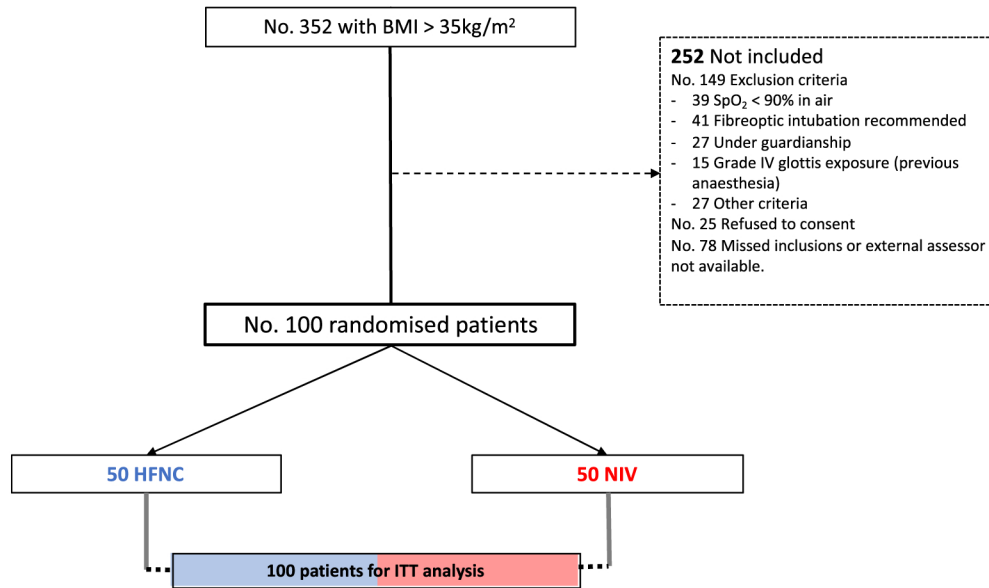 No. 352 with BMI > 35kg/m²
252 Not included
No. 149 Exclusion criteria
- 39 SpO₂ < 90% in air
- 41 Fibreoptic intubation recommended
- 27 Under guardianship
- 15 Grade IV glottis exposure (previous
anaesthesia)
- 27 Other criteria
No. 25 Refused to consent
No. 78 Missed inclusions or external assessor
not available.
No. 100 randomised patients
50 HFNC
50 NIV
100 patients for ITT analysis